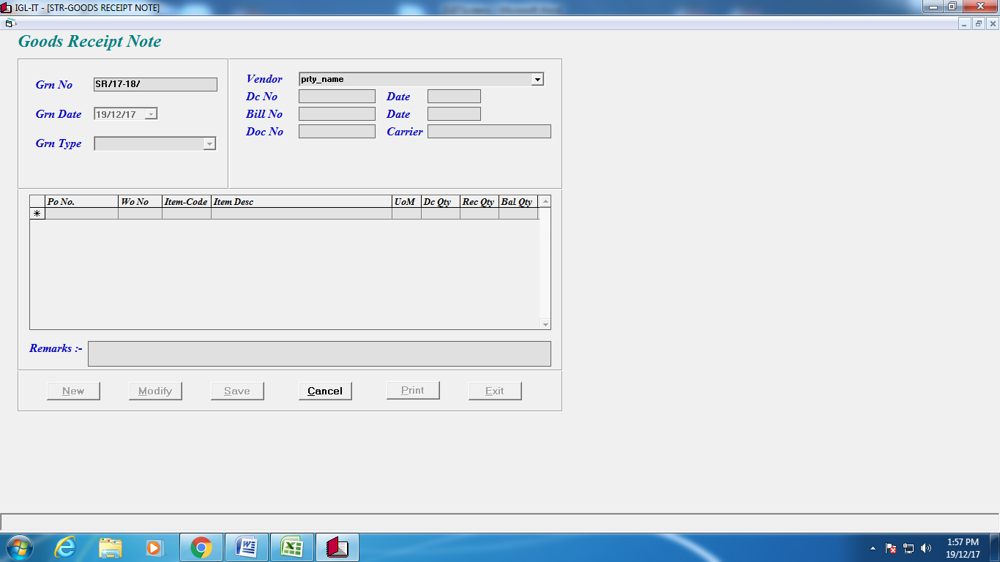 IGL-IT - [STR-GOODS RECEIPT NOTE]
Goods Receipt Note
Grn No SR/17-18/
Grn Date 19/12/17
Grn Type
Vendor prty_name
Dc No Date
Bill No Date
Doc No Carrier
Po No. Wo No Item-Code Item Desc UoM Dc Qty Rec Qty Bal Qty
Remarks :-
New Modify Save Cancel Print Exit
1:57 PM
19/12/17